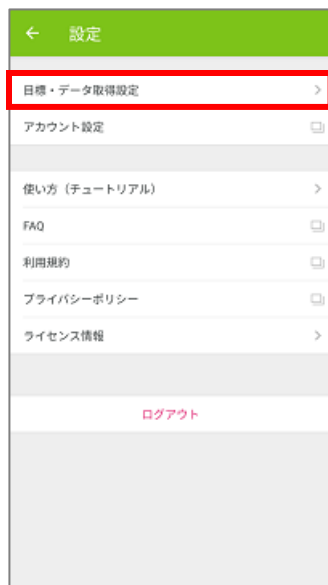 設定
目標・データ取得設定
アカウント設定
使い方（チュートリアル）
FAQ
利用規約
プライバシーポリシー
ライセンス情報
ログアウト